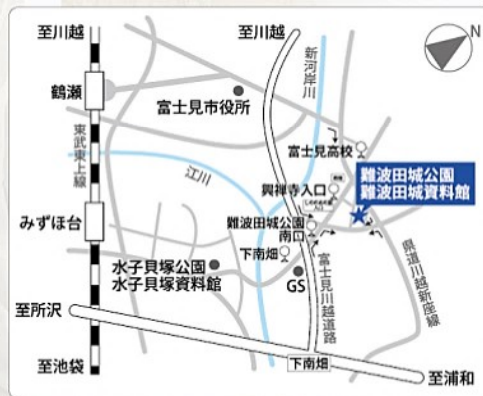 至川越
至川越
N
新河岸川
鶴瀬
富士見市役所
東武東上線
富士見高校
江川
興禅寺入口
難波田城公園
難波田城資料館
みずほ台
難波田城公園
南口
下南畑
水子貝塚公園
水子貝塚資料館
GS
富士見川越道路
県道川越新座線
至所沢
至池袋
下南畑
至浦和